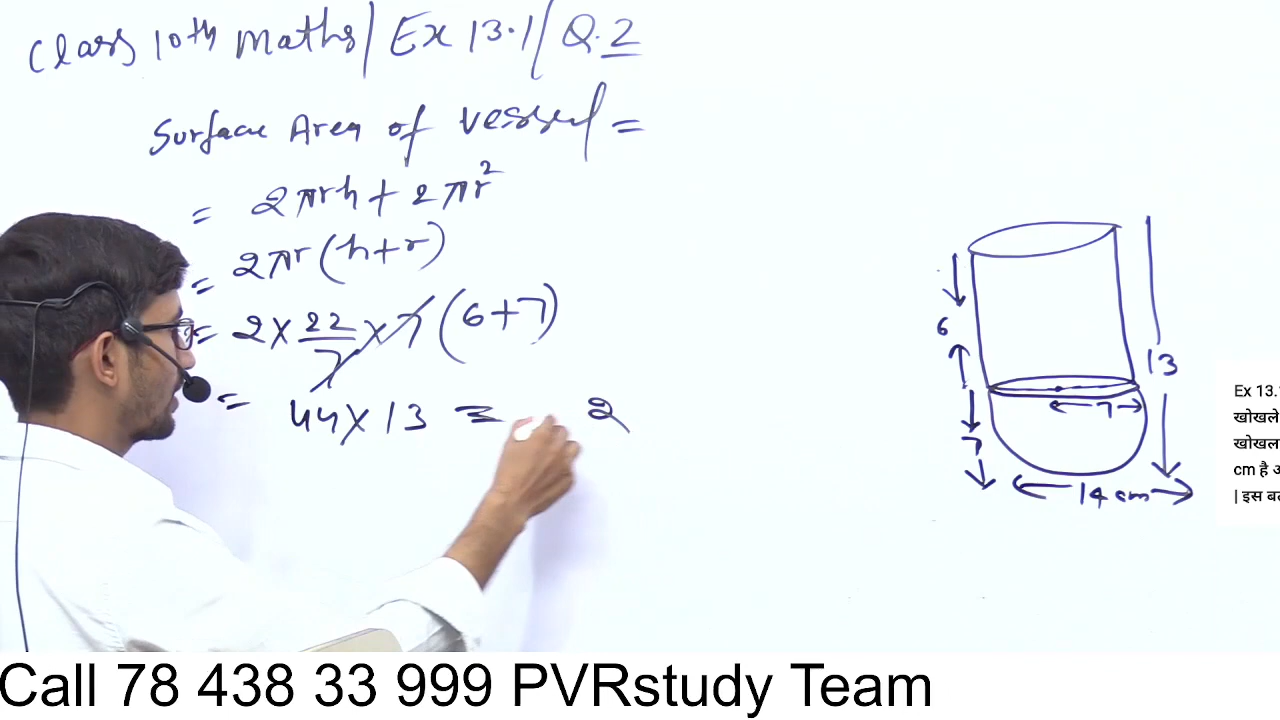 Class 10th maths/ Ex 13.1/ Q.2
Surface Area of vessel =
= 2πrh + 2πr²
= 2πr(h+r)
= 2 × 22/7 × 7 (6+7)
= 44 × 13 = 2
6
13
7
7
14 cm
Ex 13.
खोखले
खोखल
cm है अ
| इस बर
Call 78 438 33 999 PVRstudy Team